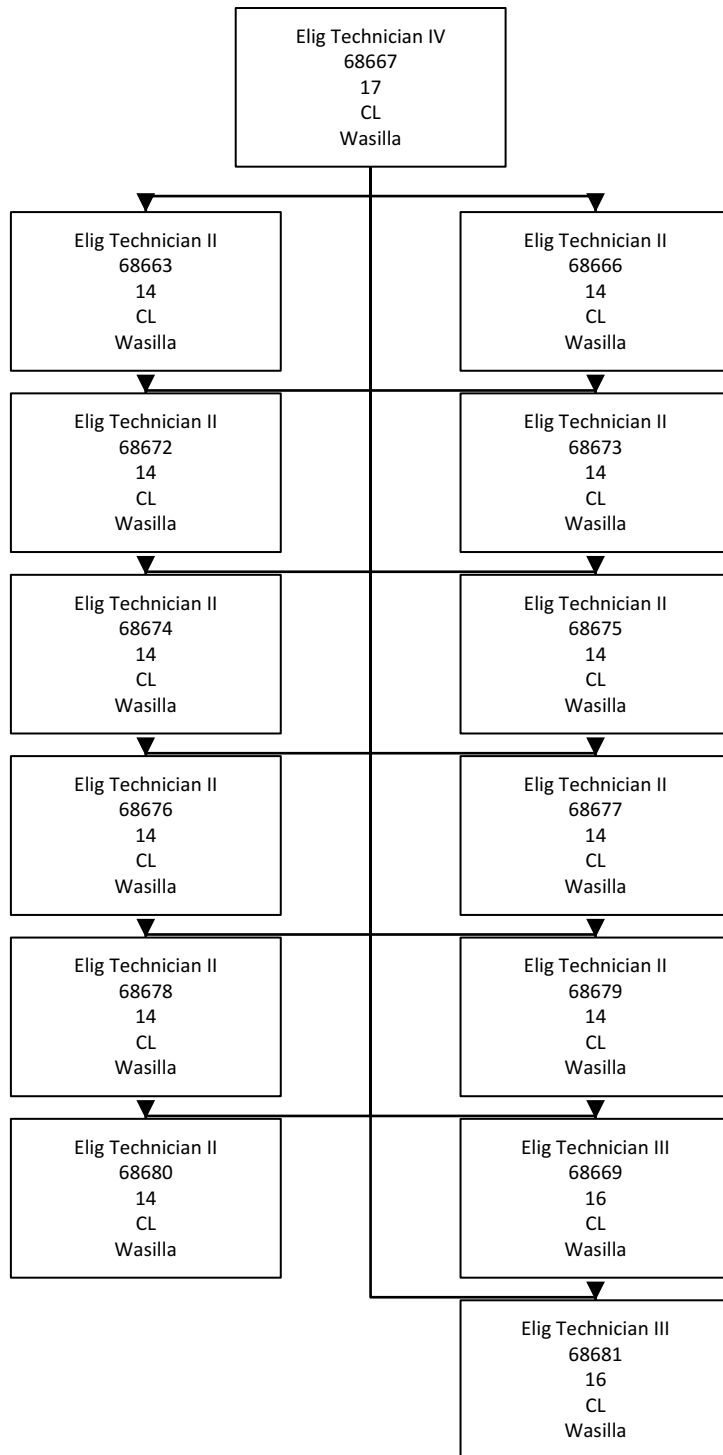 Elig Technician IV
68667
17
CL
Wasilla
Elig Technician II
68663
14
CL
Wasilla
Elig Technician II
68666
14
CL
Wasilla
Elig Technician II
68672
14
CL
Wasilla
Elig Technician II
68673
14
CL
Wasilla
Elig Technician II
68674
14
CL
Wasilla
Elig Technician II
68675
14
CL
Wasilla
Elig Technician II
68676
14
CL
Wasilla
Elig Technician II
68677
14
CL
Wasilla
Elig Technician II
68678
14
CL
Wasilla
Elig Technician II
68679
14
CL
Wasilla
Elig Technician II
68680
14
CL
Wasilla
Elig Technician III
68669
16
CL
Wasilla
Elig Technician III
68681
16
CL
Wasilla